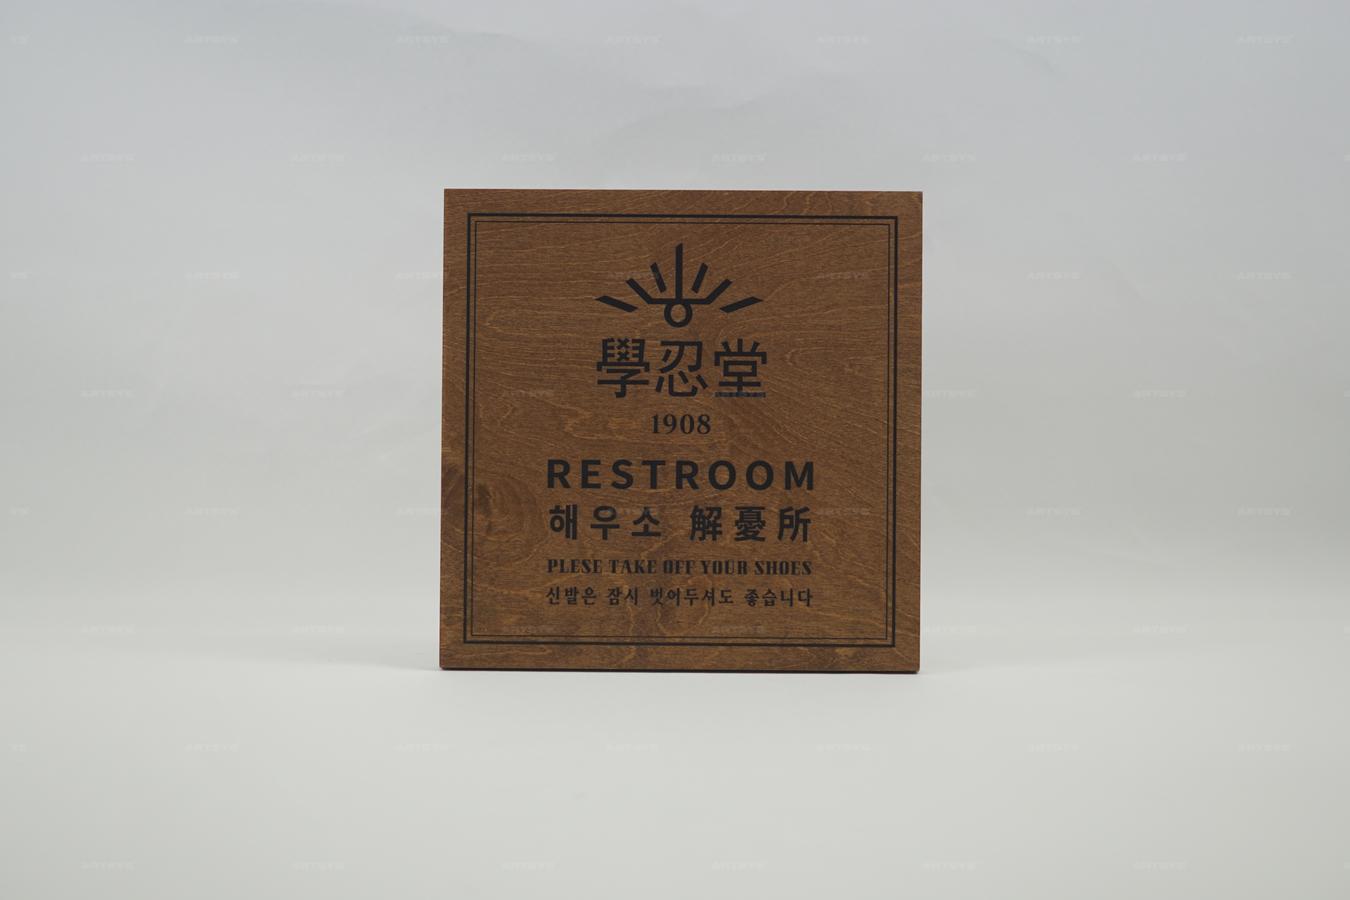 學忍堂
1908
RESTROOM
해우소 解憂所
PLESE TAKE OFF YOUR SHOES
신발은 잠시 벗어두셔도 좋습니다
ARTSYS